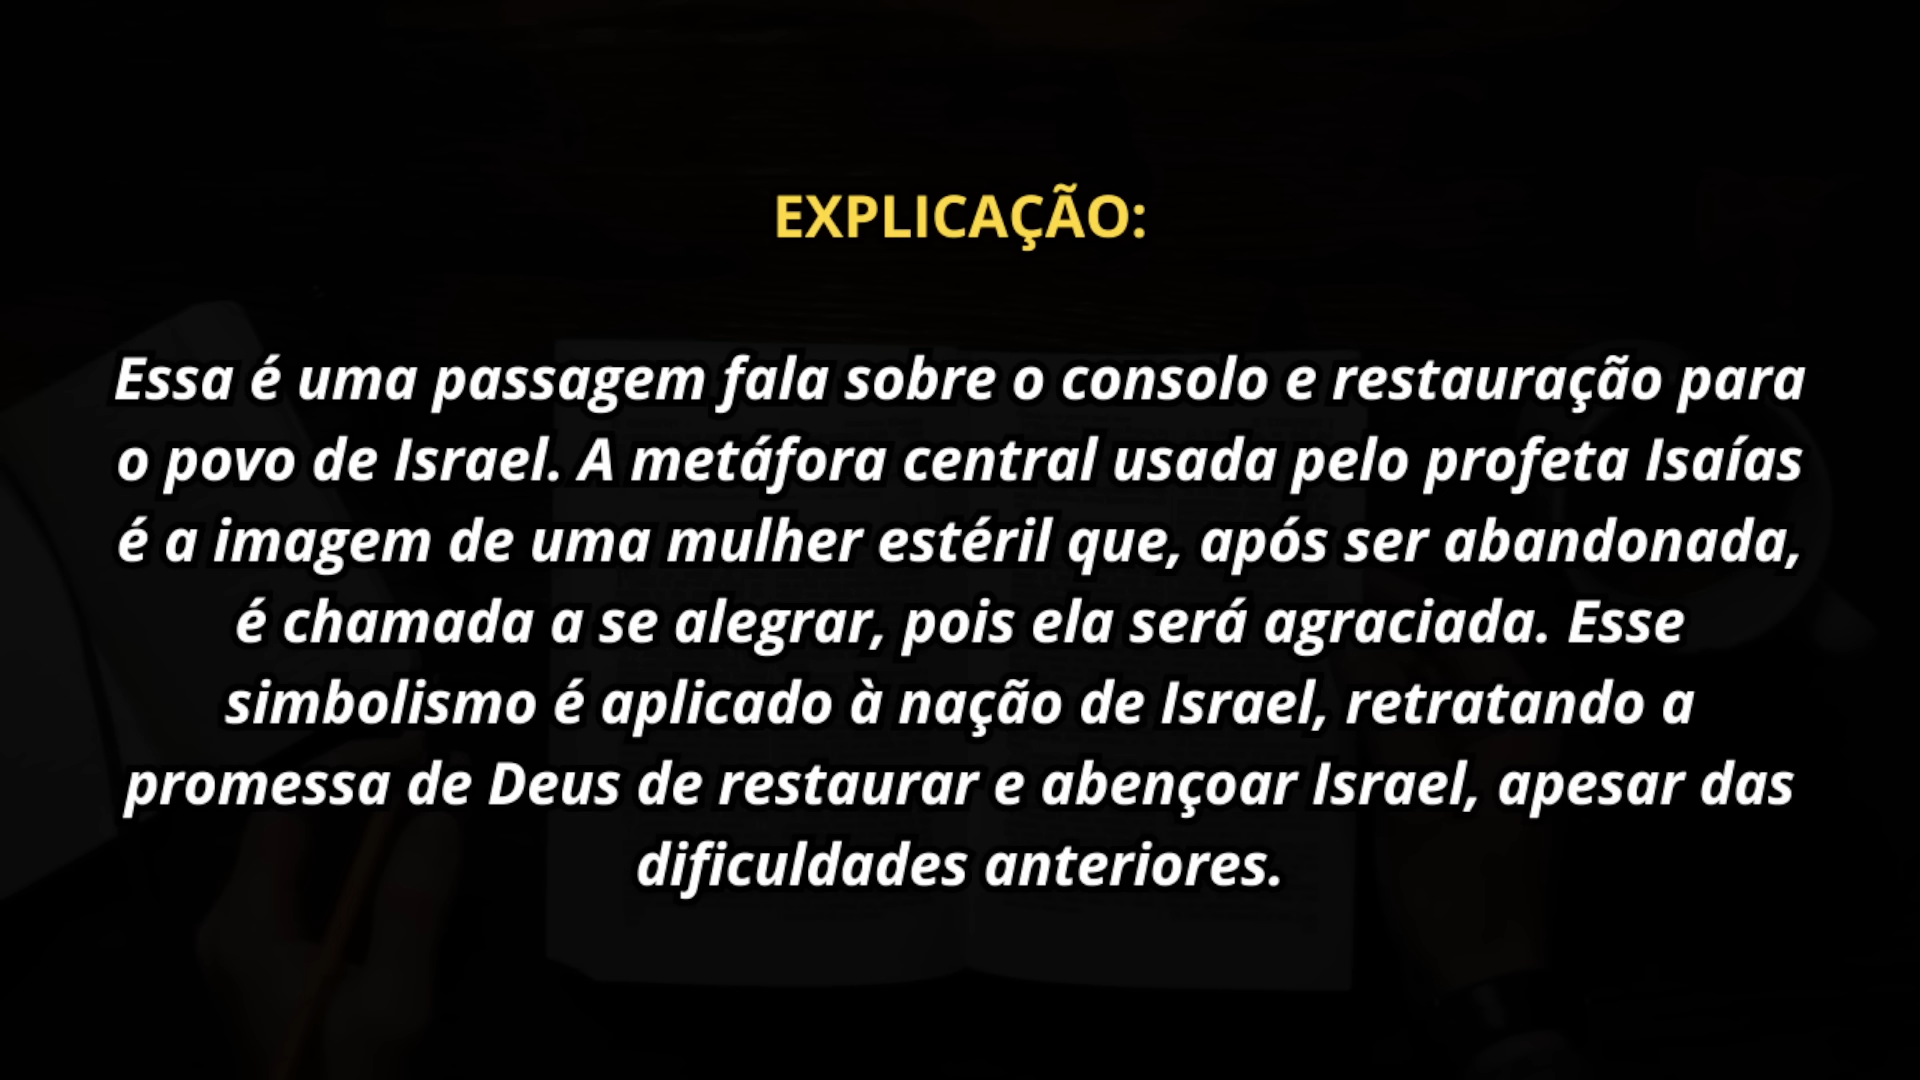 EXPLICAÇÃO:
Essa é uma passagem fala sobre o consolo e restauração para
o povo de Israel. A metáfora central usada pelo profeta Isaías
é a imagem de uma mulher estéril que, após ser abandonada,
é chamada a se alegrar, pois ela será agraciada. Esse
simbolismo é aplicado à nação de Israel, retratando a
promessa de Deus de restaurar e abençoar Israel, apesar das
dificuldades anteriores.